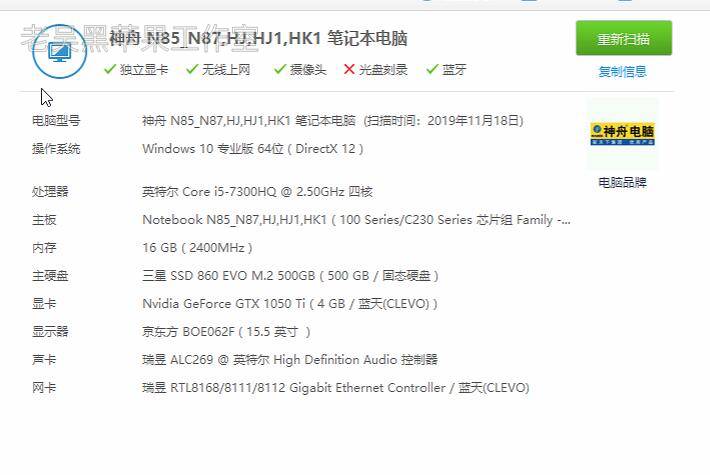 老吴黑苹果工作室
神舟 N85_N87,HJ,HJ1,HK1 笔记本电脑
重新扫描
独立显卡 无线上网 摄像头 光盘刻录 蓝牙
复制信息
电脑型号 神舟 N85_N87,HJ,HJ1,HK1 笔记本电脑 (扫描时间：2019年11月18日)
操作系统 Windows 10 专业版 64位 ( DirectX 12 )
神舟电脑
电脑品牌
处理器 英特尔 Core i5-7300HQ @ 2.50GHz 四核
主板 Notebook N85_N87,HJ,HJ1,HK1 ( 100 Series/C230 Series 芯片组 Family -...
内存 16 GB ( 2400MHz )
主硬盘 三星 SSD 860 EVO M.2 500GB ( 500 GB / 固态硬盘 )
显卡 Nvidia GeForce GTX 1050 Ti ( 4 GB / 蓝天(CLEVO) )
显示器 京东方 BOE062F ( 15.5 英寸 )
声卡 瑞昱 ALC269 @ 英特尔 High Definition Audio 控制器
网卡 瑞昱 RTL8168/8111/8112 Gigabit Ethernet Controller / 蓝天(CLEVO)